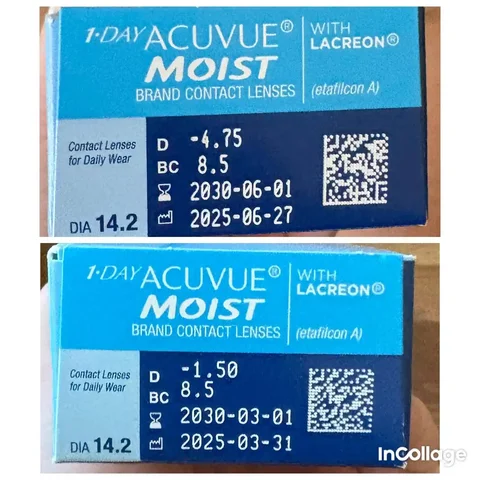 1·DAY ACUVUE® WITH LACREON®
MOIST
BRAND CONTACT LENSES (etafilcon A)
Contact Lenses for Daily Wear
D -4.75
BC 8.5
2030-06-01
2025-06-27
DIA 14.2
1·DAY ACUVUE® WITH LACREON®
MOIST
BRAND CONTACT LENSES (etafilcon A)
Contact Lenses for Daily Wear
D -1.50
BC 8.5
2030-03-01
2025-03-31
DIA 14.2
InCollage